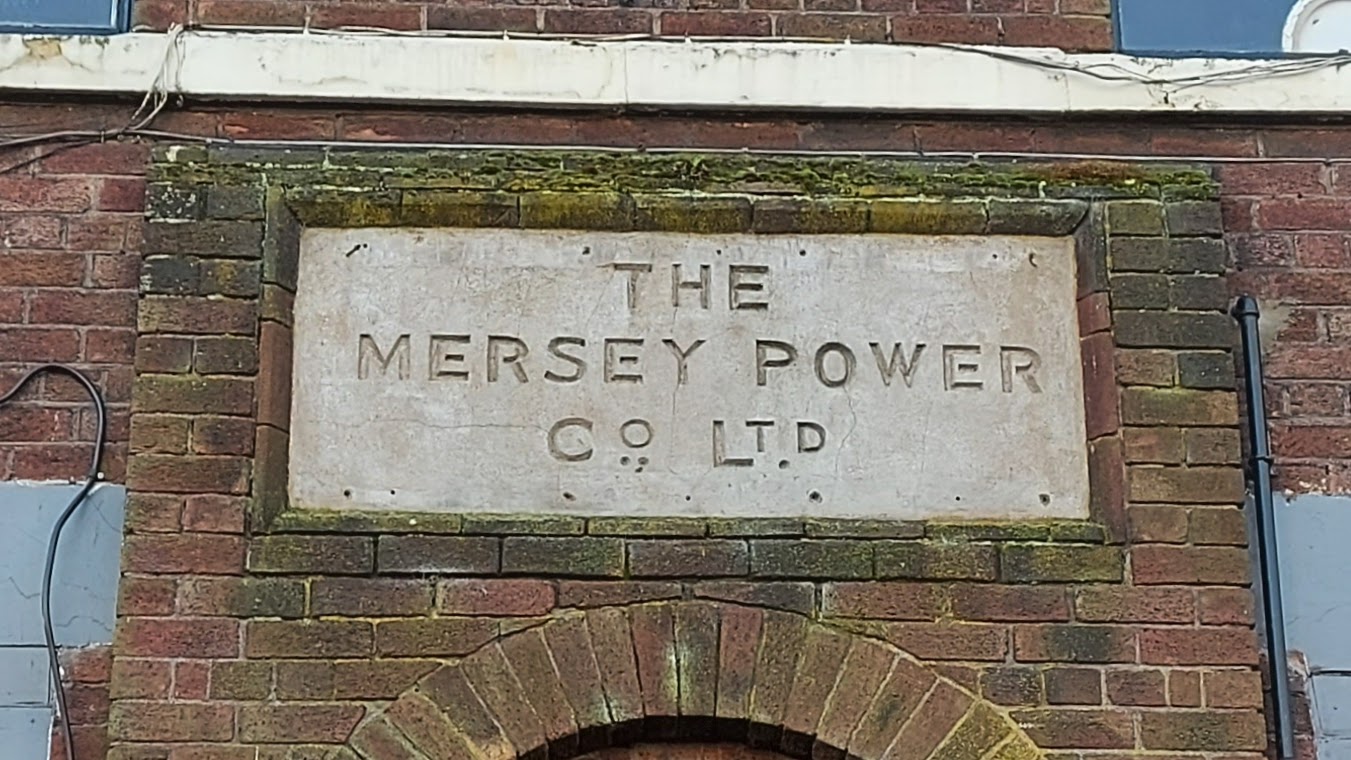 THE
MERSEY POWER
CO. LTD.